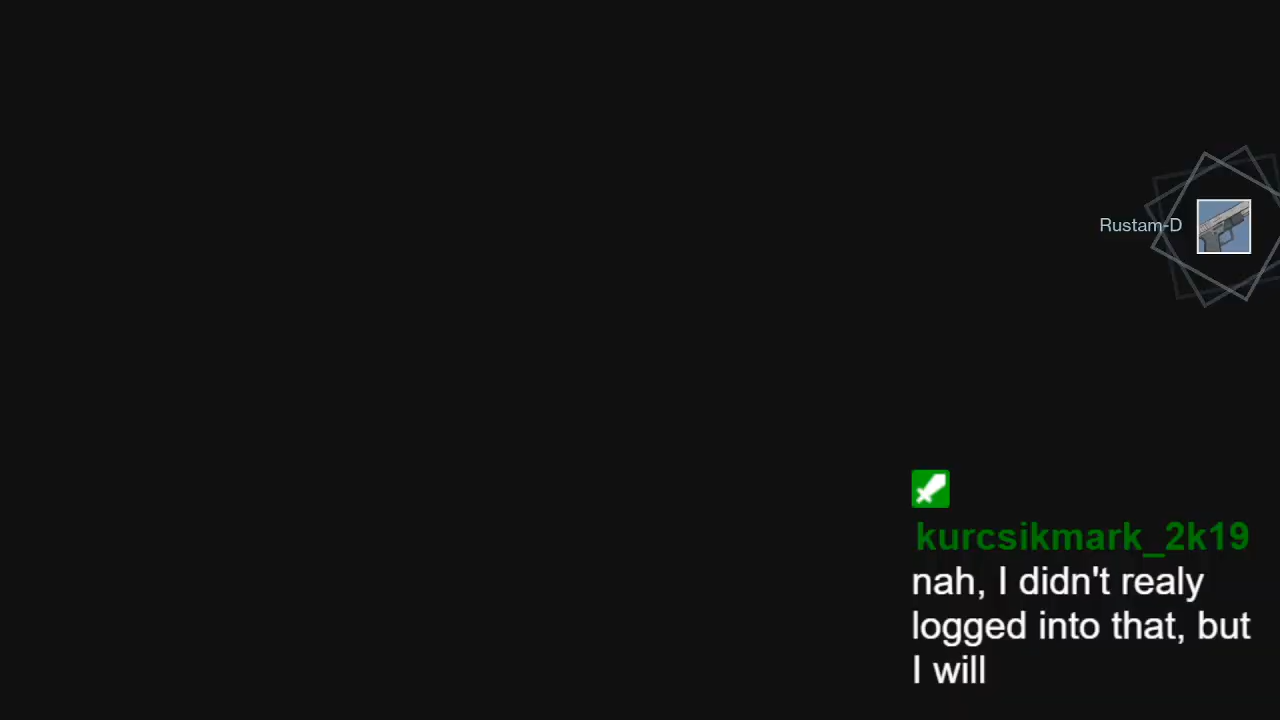 Rustam-D
kurcsikmark_2k19
nah, I didn't realy
logged into that, but
I will